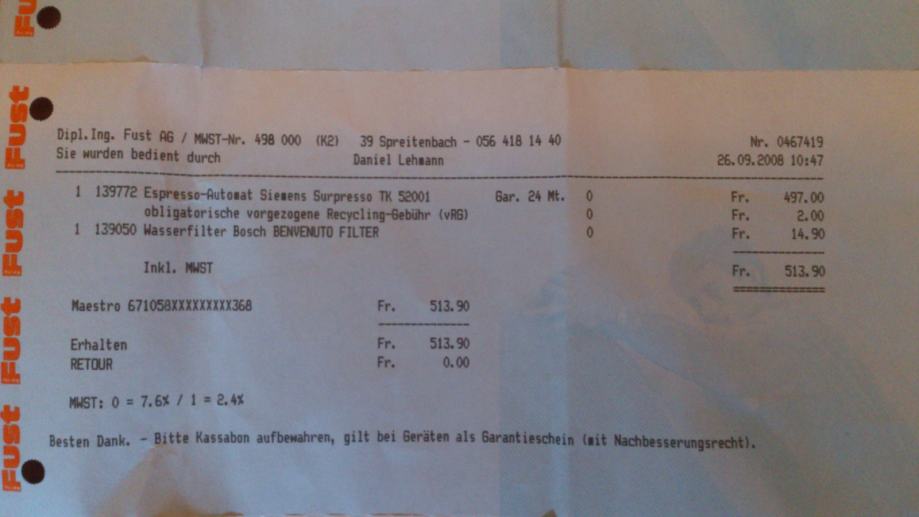 Fust
Fust
Fust
Fust
Fust
Dipl.Ing. Fust AG / MWST-Nr. 498 000 (K2) 39 Spreitenbach - 056 418 14 40 Nr. 0467419
Sie wurden bedient durch Daniel Lehmann 26.09.2008 10:47
1 139772 Espresso-Automat Siemens Surpresso TK 52001 Gar. 24 Mt. 0 Fr. 497.00
obligatorische vorgezogene Recycling-Gebühr (vRG) 0 Fr. 2.00
1 139050 Wasserfilter Bosch BENVENUTO FILTER 0 Fr. 14.90
Inkl. MWST Fr. 513.90
Maestro 671058XXXXXXXXX368 Fr. 513.90
Erhalten Fr. 513.90
RETOUR Fr. 0.00
MWST: 0 = 7.6% / 1 = 2.4%
Besten Dank. - Bitte Kassabon aufbewahren, gilt bei Geräten als Garantieschein (mit Nachbesserungsrecht).